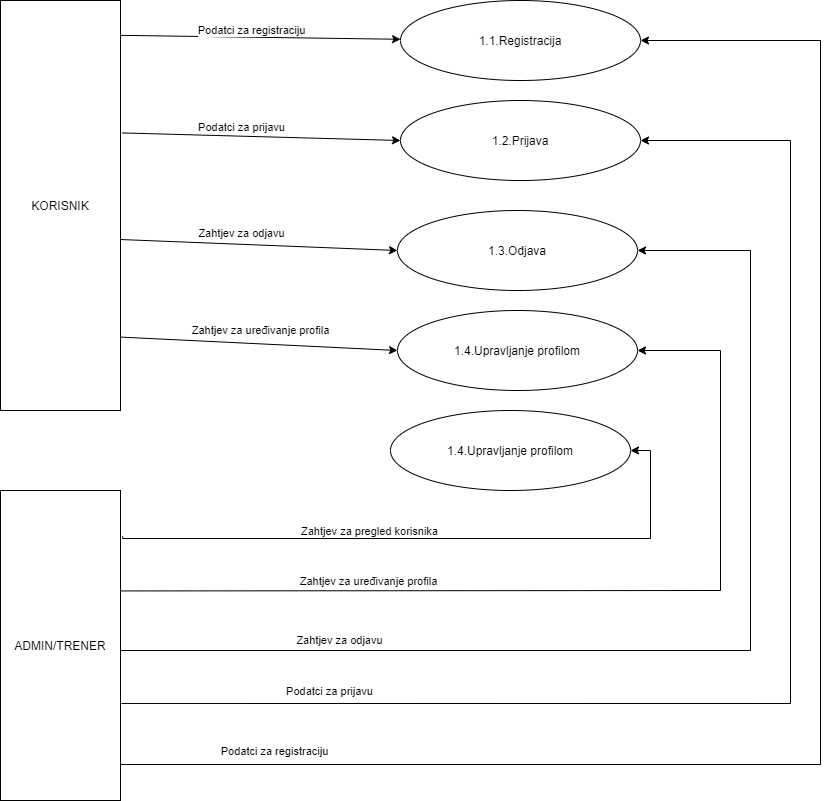 Podatci za registraciju
1.1.Registracija
Podatci za prijavu
1.2.Prijava
KORISNIK
Zahtjev za odjavu
1.3.Odjava
Zahtjev za uređivanje profila
1.4.Upravljanje profilom
1.4.Upravljanje profilom
Zahtjev za pregled korisnika
Zahtjev za uređivanje profila
ADMIN/TRENER
Zahtjev za odjavu
Podatci za prijavu
Podatci za registraciju